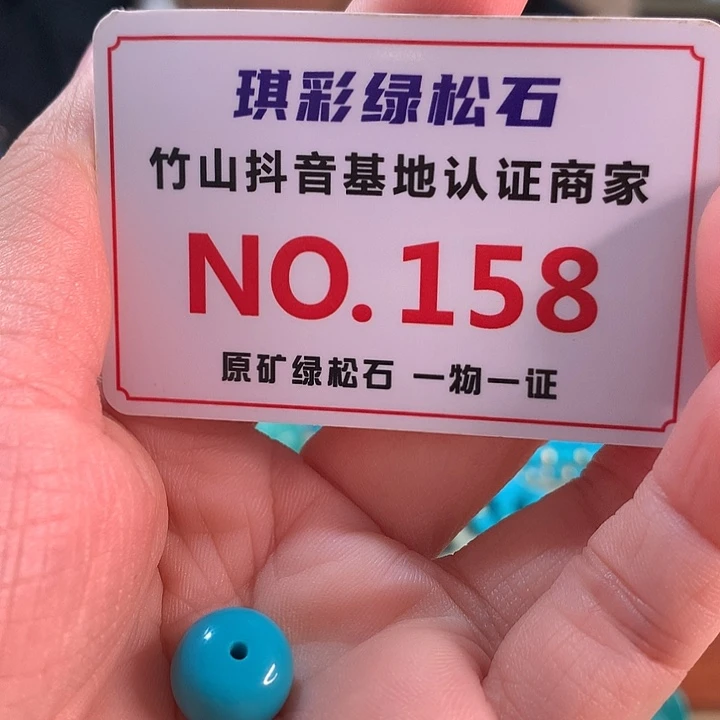 琪彩绿松石
竹山抖音基地认证商家
NO.158
原矿绿松石 一物一证